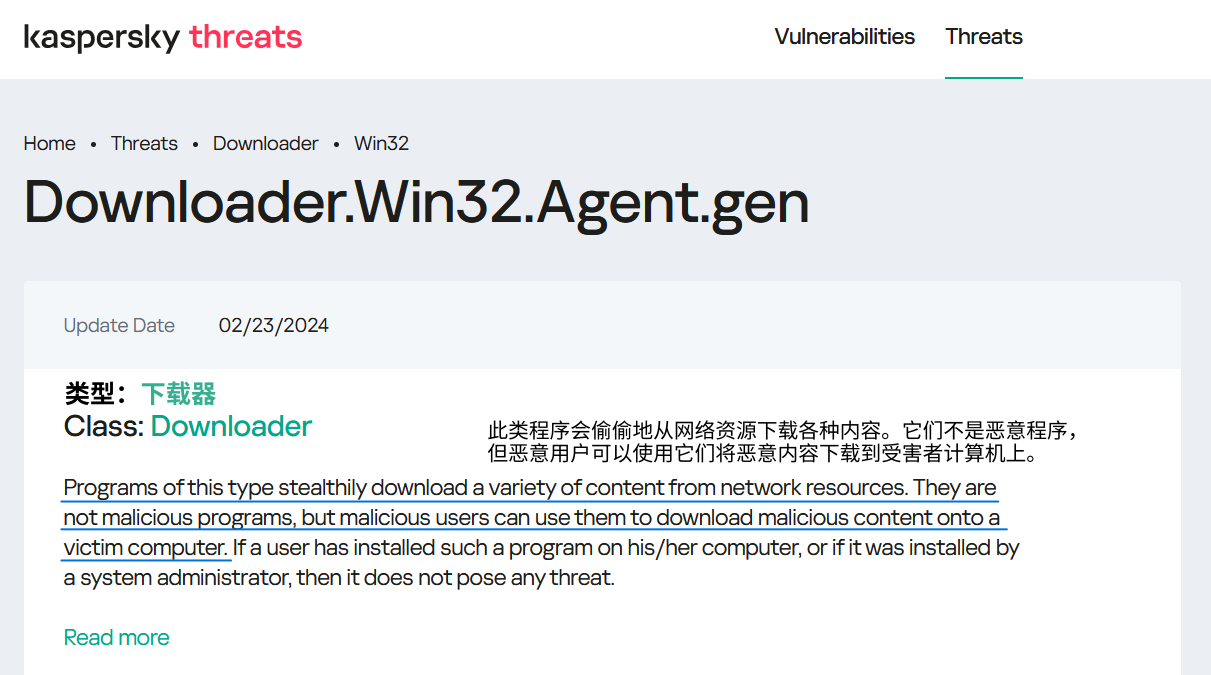 kaspersky threats
Vulnerabilities Threats
Home • Threats • Downloader • Win32
Downloader.Win32.Agent.gen
Update Date 02/23/2024
类型：下载器
Class: Downloader
此类程序会偷偷地从网络资源下载各种内容。它们不是恶意程序，
但恶意用户可以使用它们将恶意内容下载到受害者计算机上。
Programs of this type stealthily download a variety of content from network resources. They are
not malicious programs, but malicious users can use them to download malicious content onto a
victim computer. If a user has installed such a program on his/her computer, or if it was installed by
a system administrator, then it does not pose any threat.
Read more